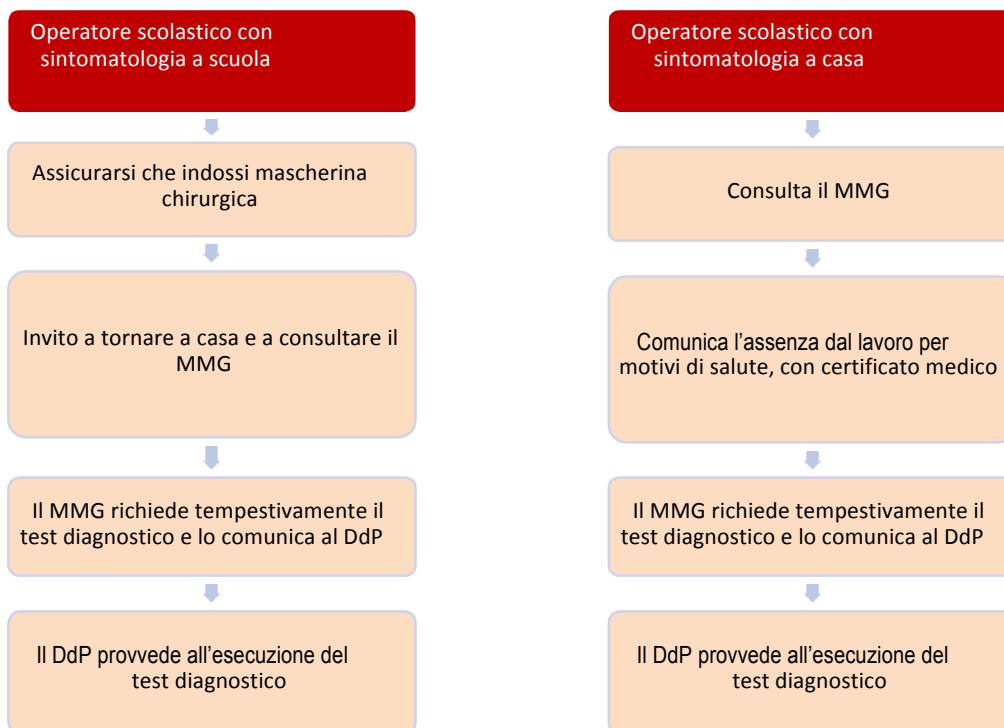 Operatore scolastico con
sintomatologia a scuola
Assicurarsi che indossi mascherina
chirurgica
Invito a tornare a casa e a consultare il
MMG
Il MMG richiede tempestivamente il
test diagnostico e lo comunica al DdP
Il DdP provvede all'esecuzione del
test diagnostico
Operatore scolastico con
sintomatologia a casa
Consulta il MMG
Comunica l'assenza dal lavoro per
motivi di salute, con certificato medico
Il MMG richiede tempestivamente il
test diagnostico e lo comunica al DdP
Il DdP provvede all'esecuzione del
test diagnostico